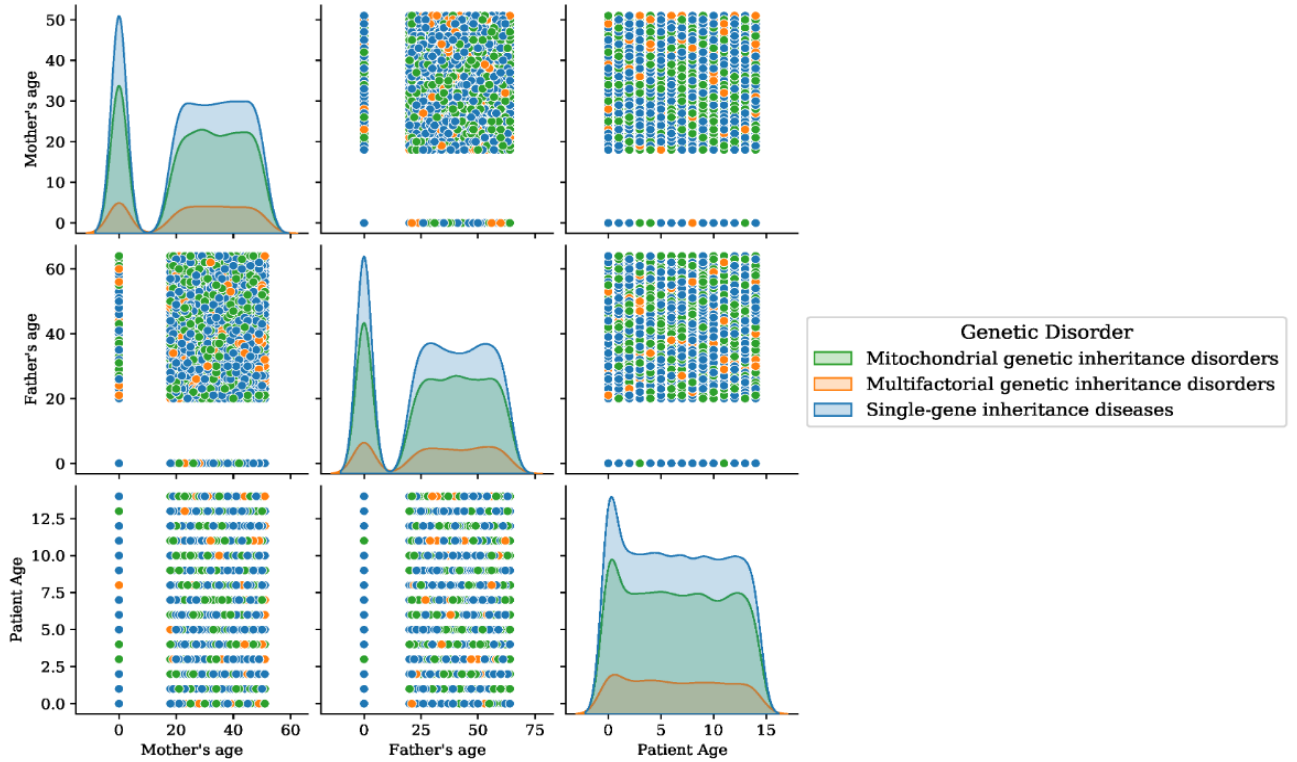 50
40
30
20
10
0
Mother's age
60
40
20
0
Father's age
Genetic Disorder
Mitochondrial genetic inheritance disorders
Multifactorial genetic inheritance disorders
Single-gene inheritance diseases
12.5
10.0
7.5
5.0
2.5
0.0
Patient Age
0 20 40 60
0 25 50 75
0 5 10 15
Mother's age
Father's age
Patient Age